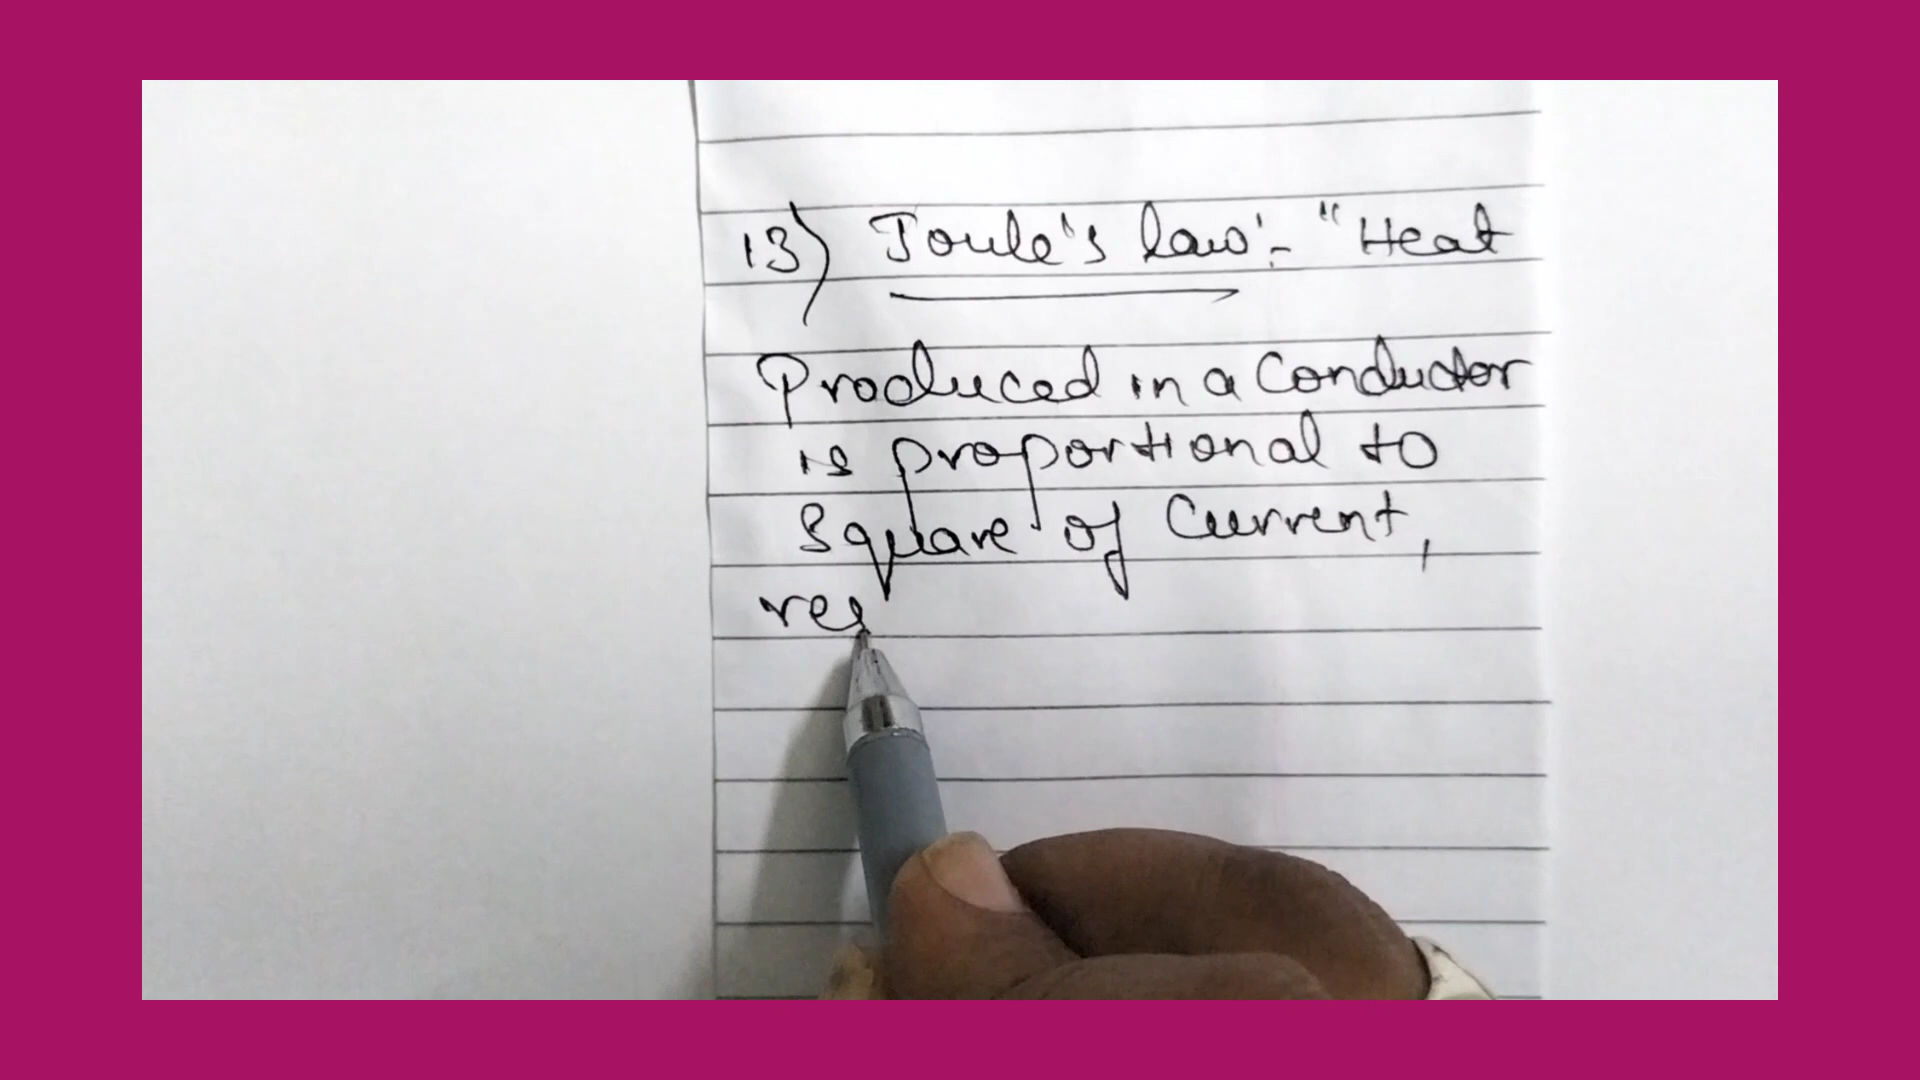 13) Joule's law:- "Heat
Produced in a Conductor
is proportional to
Square of Current,
res